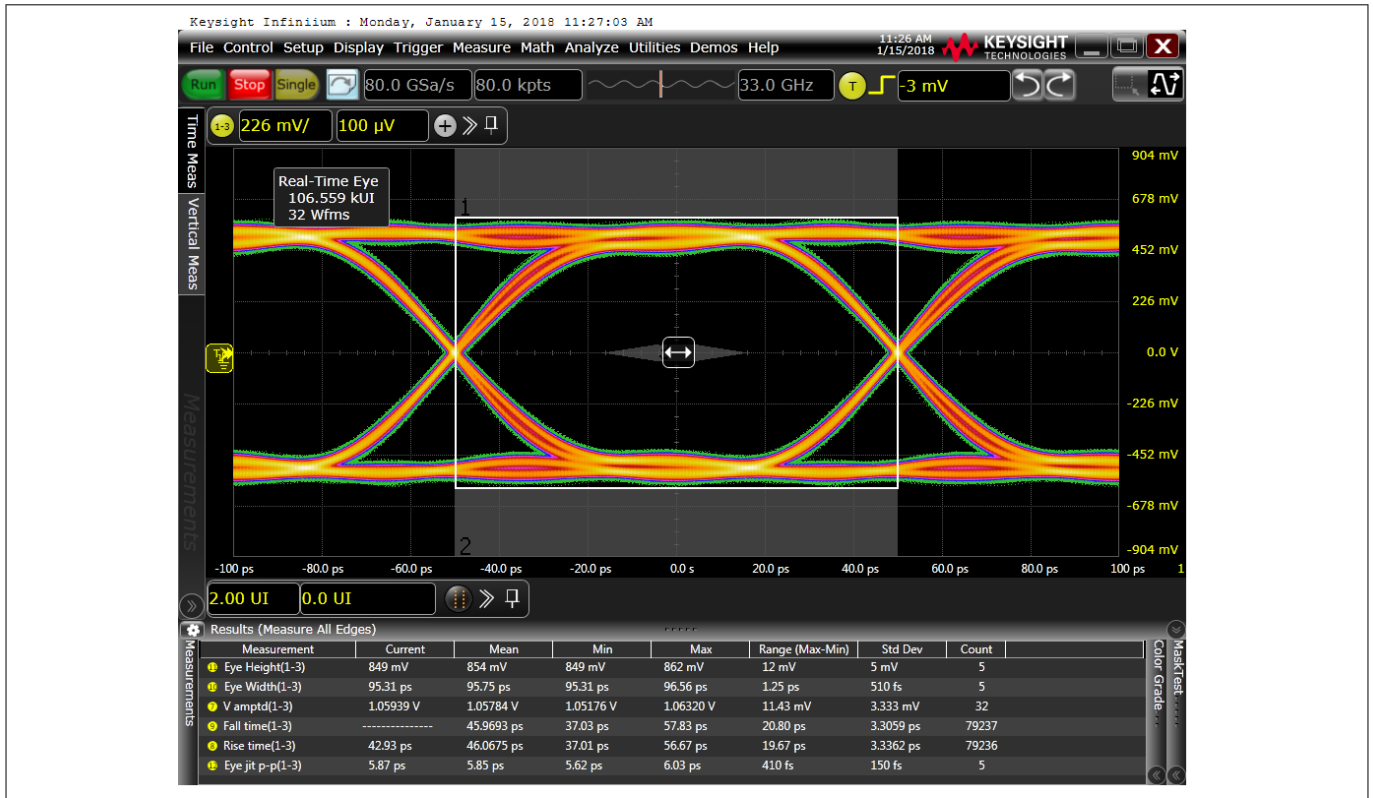 Keysight Infiniium : Monday, January 15, 2018 11:27:03 AM
File Control Setup Display Trigger Measure Math Analyze Utilities Demos Help
11:26 AM
1/15/2018
KEYSIGHT
TECHNOLOGIES
Run Stop Single 80.0 GSa/s 80.0 kpts 33.0 GHz T -3 mV
1-3 226 mV/ 100 µV
Time Meas
Vertical Meas
Measurements
Real-Time Eye
106.559 kUI
32 Wfms
1
2
904 mV
678 mV
452 mV
226 mV
0.0 V
-226 mV
-452 mV
-678 mV
-904 mV
-100 ps -80.0 ps -60.0 ps -40.0 ps -20.0 ps 0.0 s 20.0 ps 40.0 ps 60.0 ps 80.0 ps 100 ps 1
2.00 UI 0.0 UI
Results (Measure All Edges)
Measurements
Measurement Current Mean Min Max Range (Max-Min) Std Dev Count
Eye Height(1-3) 849 mV 854 mV 849 mV 862 mV 12 mV 5 mV 5
Eye Width(1-3) 95.31 ps 95.75 ps 95.31 ps 96.56 ps 1.25 ps 510 fs 5
V amptd(1-3) 1.05939 V 1.05784 V 1.05176 V 1.06320 V 11.43 mV 3.333 mV 32
Fall time(1-3) --------------- 45.9693 ps 37.03 ps 57.83 ps 20.80 ps 3.3059 ps 79237
Rise time(1-3) 42.93 ps 46.0675 ps 37.01 ps 56.67 ps 19.67 ps 3.3362 ps 79236
Eye jit p-p(1-3) 5.87 ps 5.85 ps 5.62 ps 6.03 ps 410 fs 150 fs 5
Color Grade...
MaskTest...